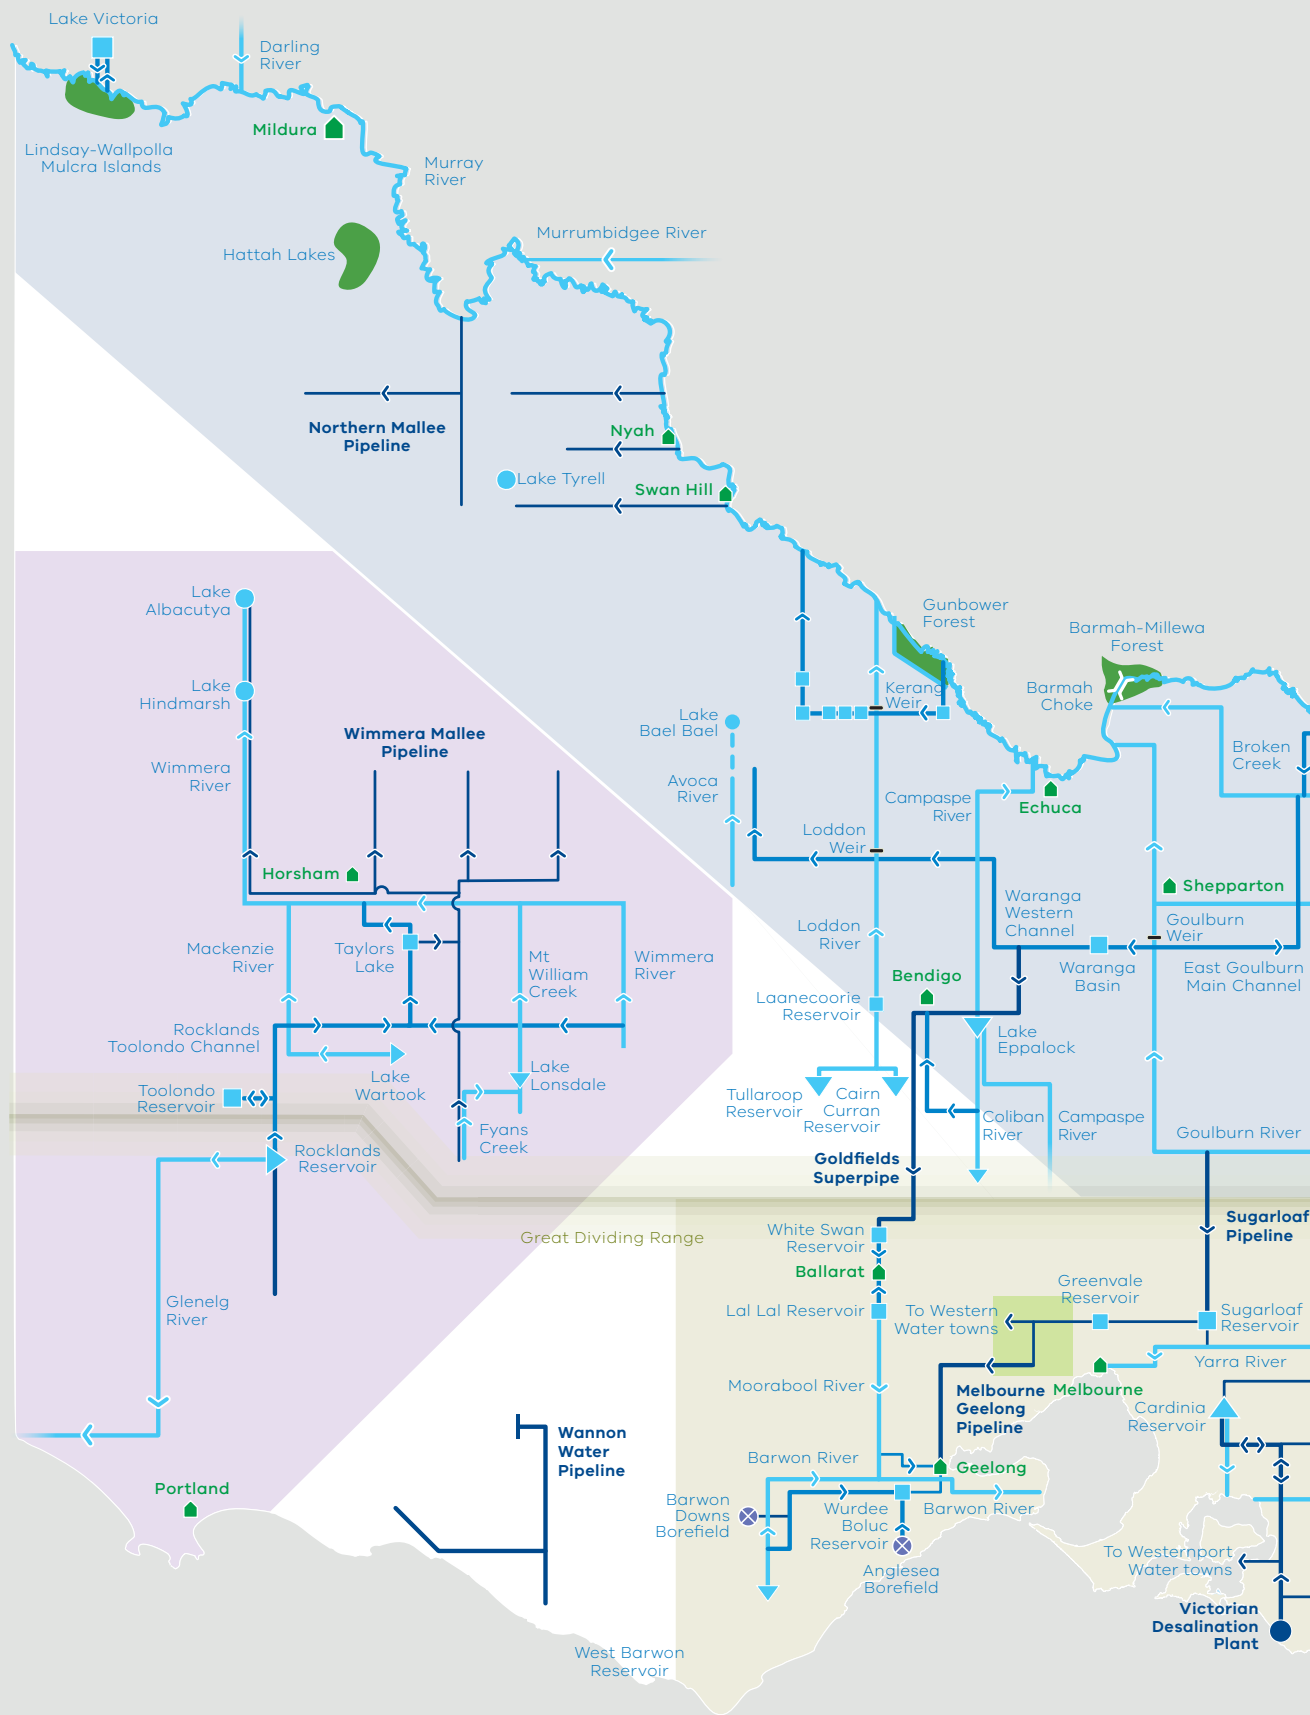 Lake Victoria
Darling
River
Mildura
Lindsay-Wallpolla
Mulcra Islands
Murray
River
Hattah Lakes
Murrumbidgee River
Northern Mallee
Pipeline
Nyah
Lake Tyrell
Swan Hill
Lake
Albacutya
Lake
Hindmarsh
Wimmera
River
Wimmera Mallee
Pipeline
Horsham
Gunbower
Forest
Barmah-Millewa
Forest
Barmah
Choke
Kerang
Weir
Lake
Bael Bael
Avoca
River
Broken
Creek
Campaspe
River
Echuca
Loddon
Weir
Shepparton
Waranga
Western
Channel
Goulburn
Weir
Loddon
River
Waranga
Basin
East Goulburn
Main Channel
Mackenzie
River
Taylors
Lake
Mt
William
Creek
Wimmera
River
Bendigo
Laanecoorie
Reservoir
Rocklands
Toolondo Channel
Lake
Eppalock
Lake
Wartook
Lake
Lonsdale
Toolondo
Reservoir
Tullaroop
Reservoir
Cairn
Curran
Reservoir
Coliban
River
Campaspe
River
Fyans
Creek
Goulburn River
Rocklands
Reservoir
Goldfields
Superpipe
Great Dividing Range
White Swan
Reservoir
Sugarloaf
Pipeline
Ballarat
Greenvale
Reservoir
Glenelg
River
Lal Lal Reservoir
To Western
Water towns
Sugarloaf
Reservoir
Yarra River
Moorabool River
Melbourne
Geelong
Pipeline
Melbourne
Cardinia
Reservoir
Wannon
Water
Pipeline
Barwon River
Geelong
Portland
Barwon
Downs
Borefield
Wurdee
Boluc
Reservoir
Barwon River
Anglesea
Borefield
To Westernport
Water towns
Victorian
Desalination
Plant
West Barwon
Reservoir